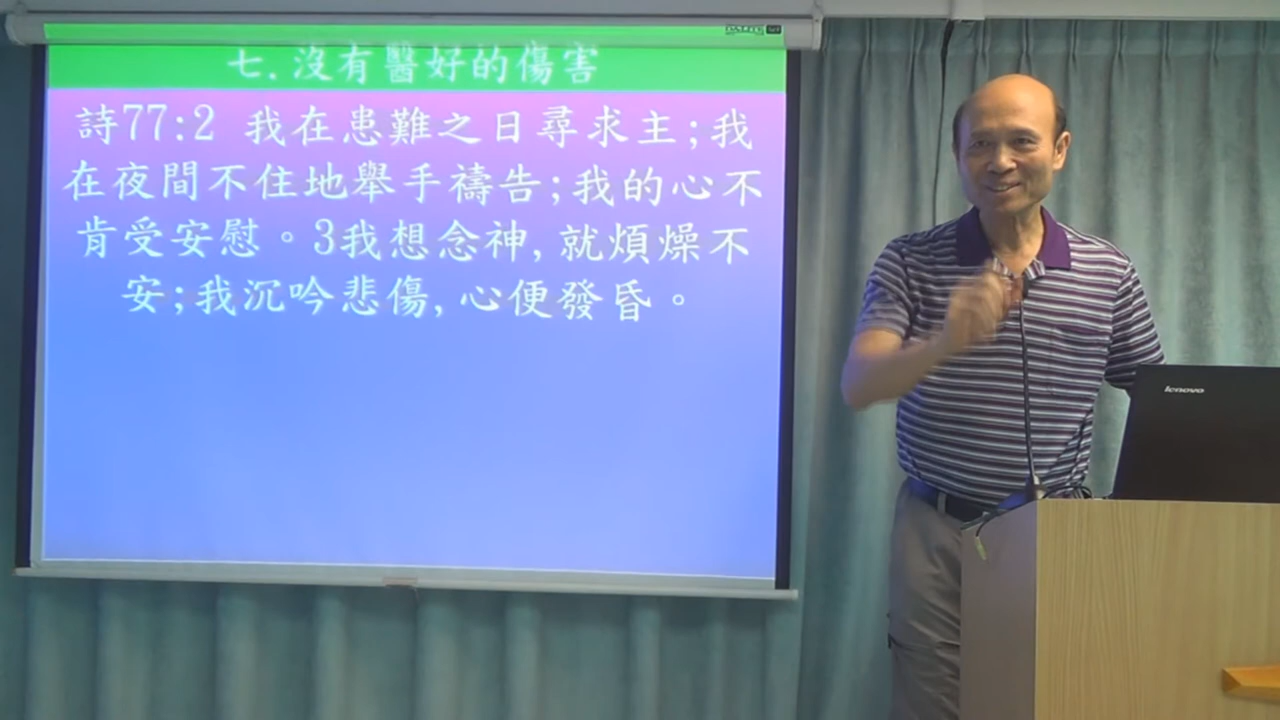 七.沒有醫好的傷害
詩77:2 我在患難之日尋求主;我
在夜間不住地舉手禱告;我的心不
肯受安慰。3我想念神,就煩燥不
安;我沉吟悲傷,心便發昏。
lenovo